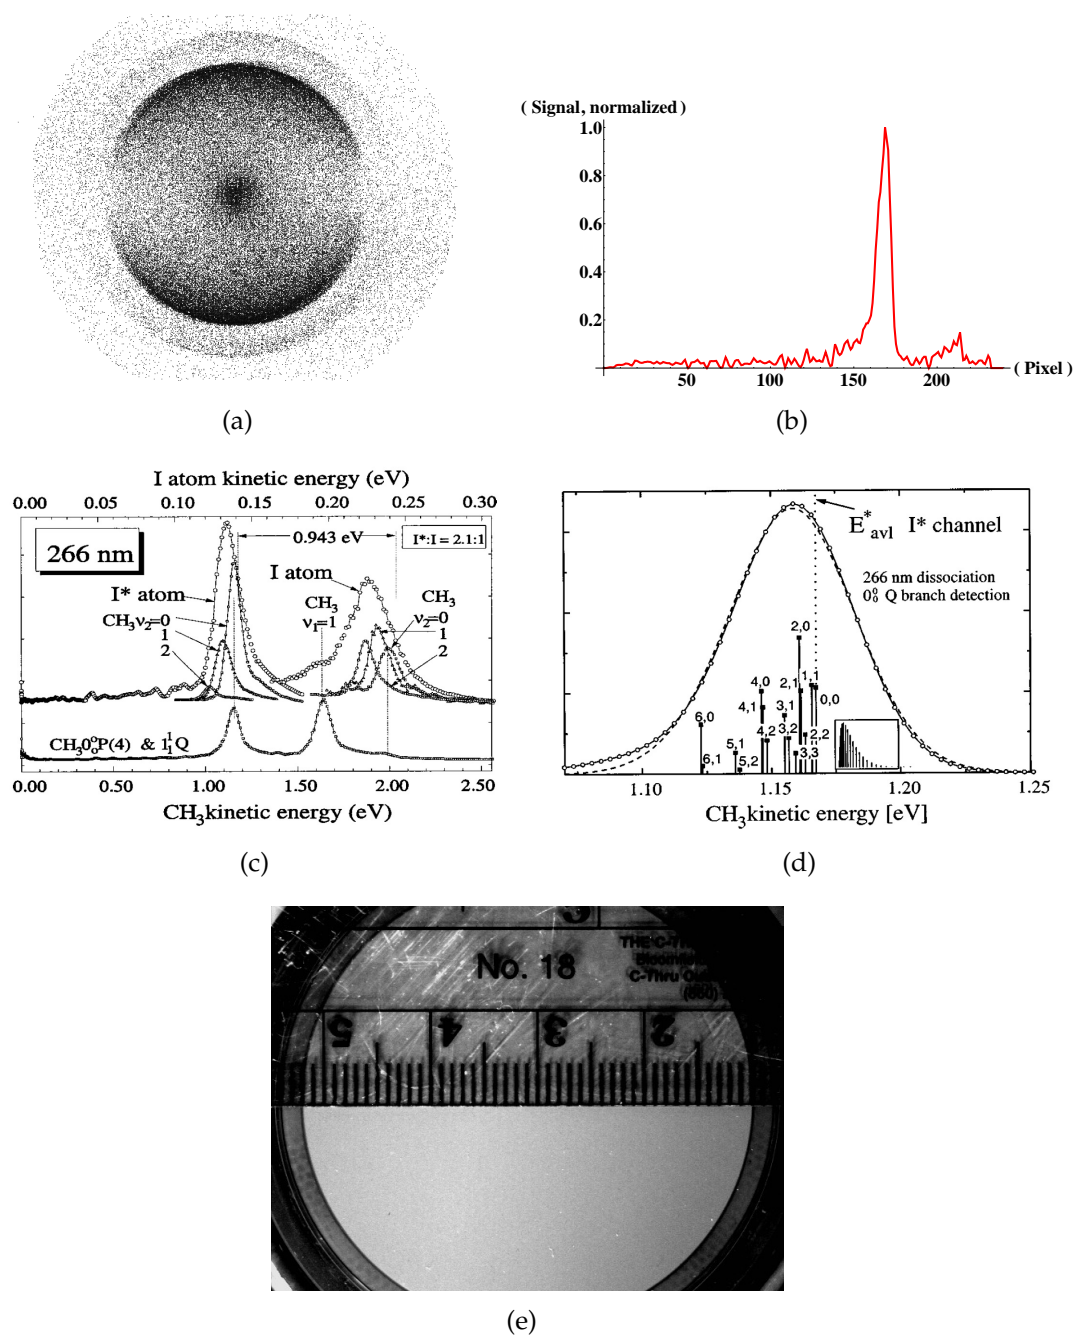 (a)
( Signal, normalized )
1.0
0.8
0.6
0.4
0.2
50
100
150
200
( Pixel )
(b)
I atom kinetic energy (eV)
0.00 0.05 0.10 0.15 0.20 0.25 0.30
266 nm
0.943 eV
I*:I = 2.1:1
I atom
I* atom
CH₃ν₂=0
1
2
CH₃
ν₁=1
CH₃
ν₂=0
1
2
CH₃0⁰₀P(4) & 1¹₁Q
0.00 0.50 1.00 1.50 2.00 2.50
CH₃kinetic energy (eV)
(c)
E*avl I* channel
266 nm dissociation
0⁰₀ Q branch detection
2,0
4,0
2,1
1,1
0,0
4,1
3,1
6,0
4,2
3,2
2,2
5,1
3,3
6,1
5,2
1.10 1.15 1.20 1.25
CH₃kinetic energy [eV]
(d)
No. 18
THE C-T
C-Thru
5 4 3 2
(e)